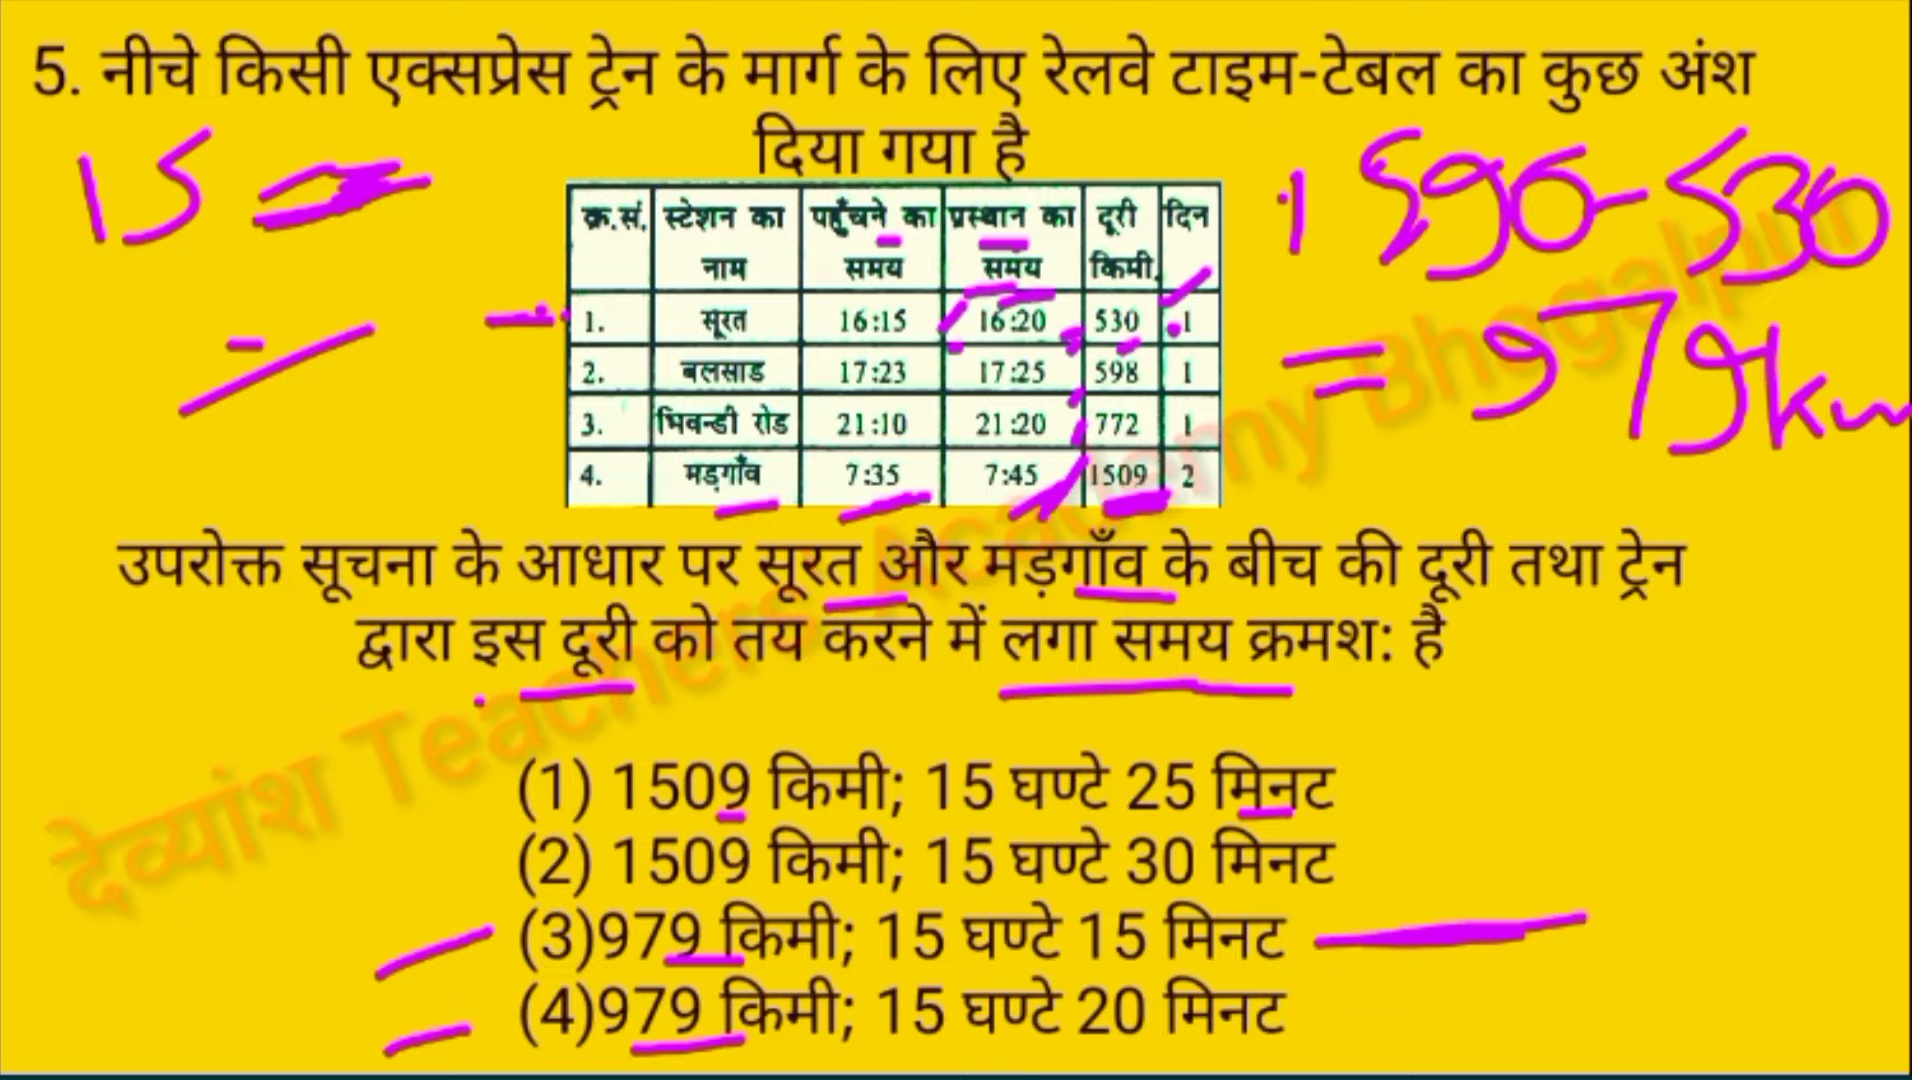 5. नीचे किसी एक्सप्रेस ट्रेन के मार्ग के लिए रेलवे टाइम-टेबल का कुछ अंश
दिया गया है
15 =
1590-530
= 979km
क्र.सं. स्टेशन का नाम पहुँचने का समय प्रस्थान का समय दूरी किमी. दिन
1. सूरत 16:15 16:20 530 1
2. बलसाड 17:23 17:25 598 1
3. भिवन्डी रोड 21:10 21:20 772 1
4. मड़गाँव 7:35 7:45 1509 2
उपरोक्त सूचना के आधार पर सूरत और मड़गाँव के बीच की दूरी तथा ट्रेन
द्वारा इस दूरी को तय करने में लगा समय क्रमश: है
(1) 1509 किमी; 15 घण्टे 25 मिनट
(2) 1509 किमी; 15 घण्टे 30 मिनट
(3)979 किमी; 15 घण्टे 15 मिनट
(4)979 किमी; 15 घण्टे 20 मिनट
देव्यांश Teachers Academy Bhagalpur